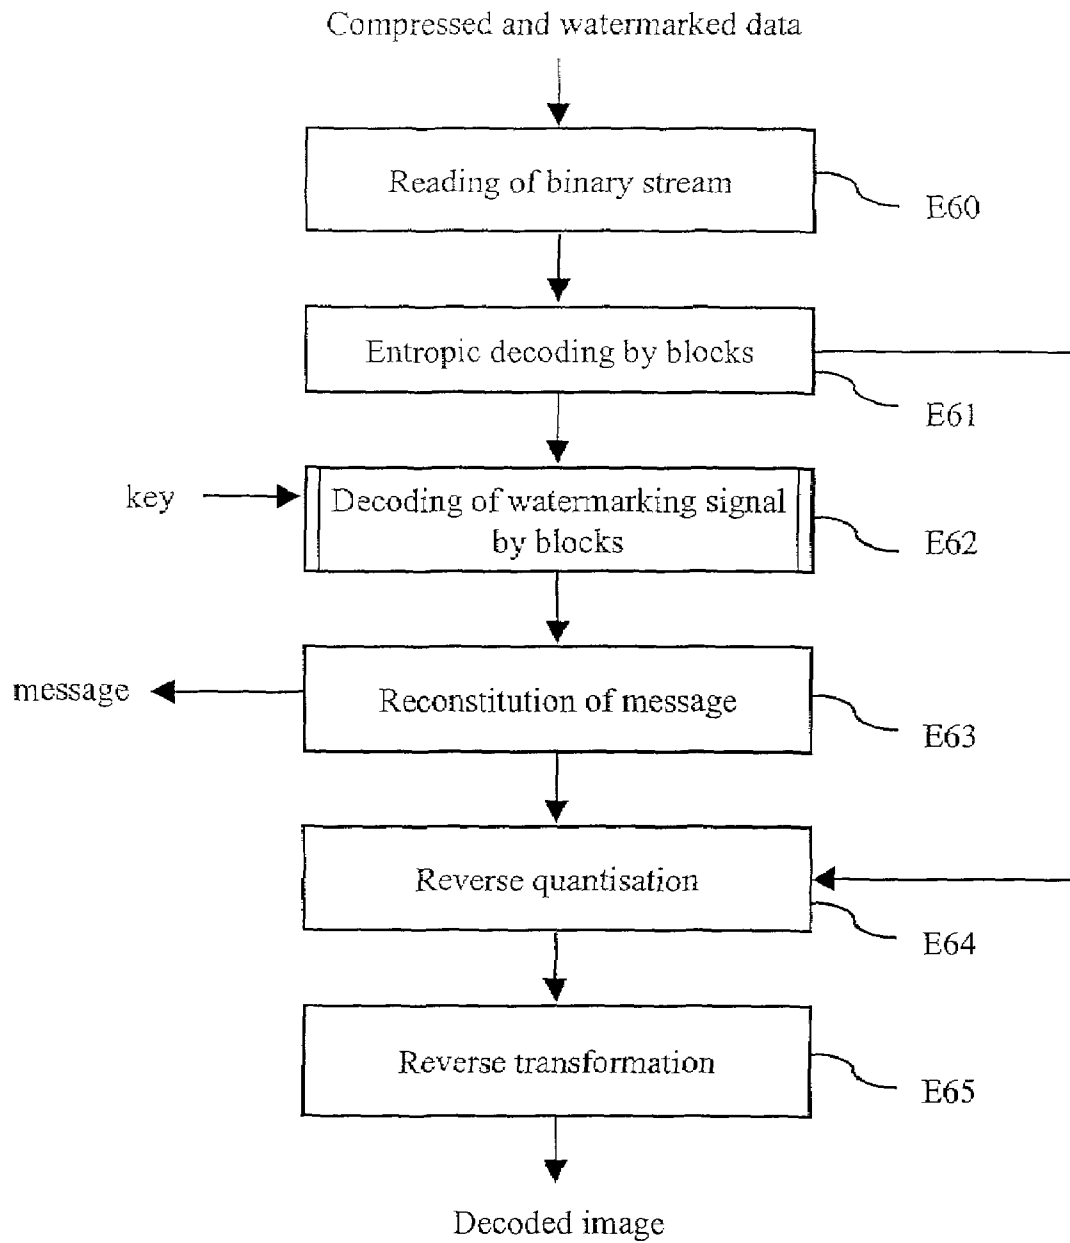 Compressed and watermarked data
Reading of binary stream
E60
Entropic decoding by blocks
E61
key
Decoding of watermarking signal
by blocks
E62
message
Reconstitution of message
E63
Reverse quantisation
E64
Reverse transformation
E65
Decoded image